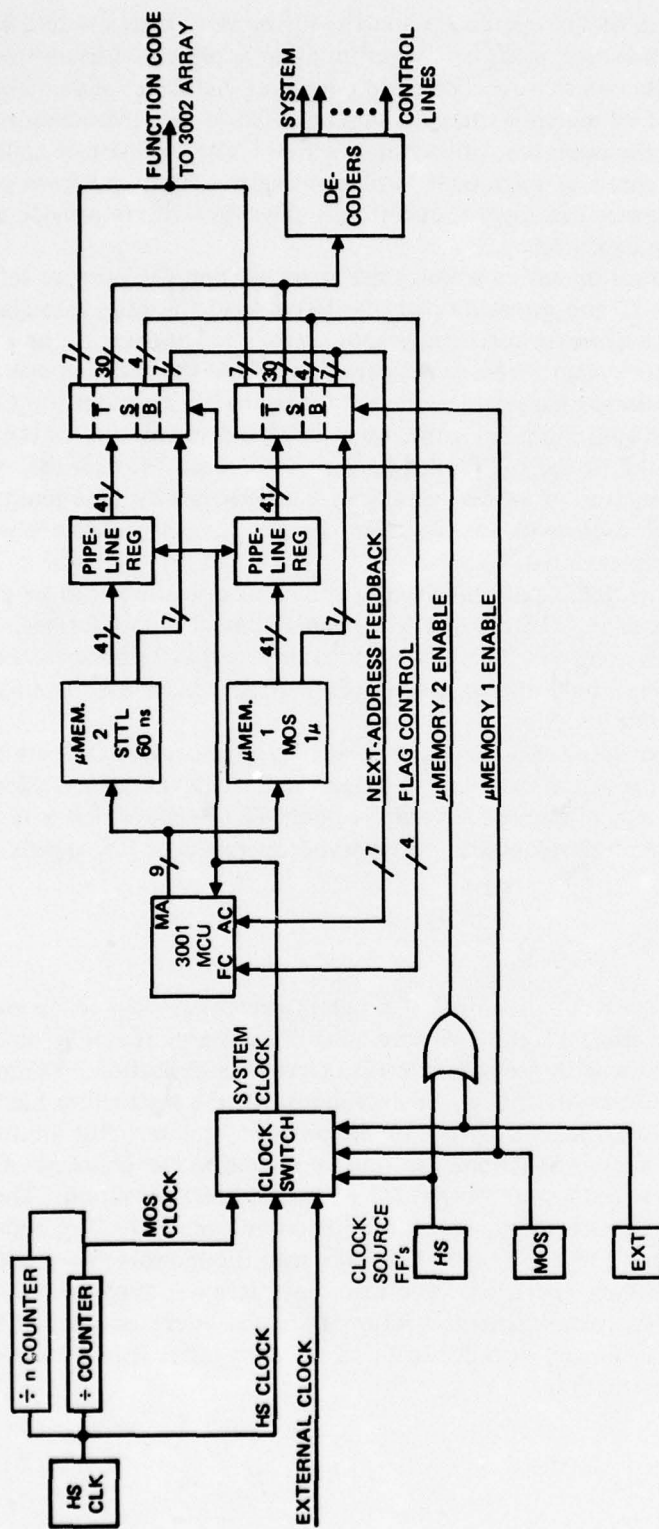 ÷ n COUNTER
÷ COUNTER
HS
CLK
MOS
CLOCK
HS CLOCK
EXTERNAL CLOCK
CLOCK
SWITCH
SYSTEM
CLOCK
CLOCK
SOURCE
FF's
HS
MOS
EXT
MA
3001
MCU
FC AC
9
7
4
NEXT-ADDRESS FEEDBACK
FLAG CONTROL
μMEMORY 2 ENABLE
μMEMORY 1 ENABLE
μMEM.
2
STTL
60 ns
μMEM.
1
MOS
1μ
41
7
41
7
PIPE-
LINE
REG
PIPE-
LINE
REG
41
41
T
S
B
T
S
B
7
30
4
7
7
30
4
7
FUNCTION CODE
TO 3002 ARRAY
DE-
CODERS
SYSTEM
CONTROL
LINES